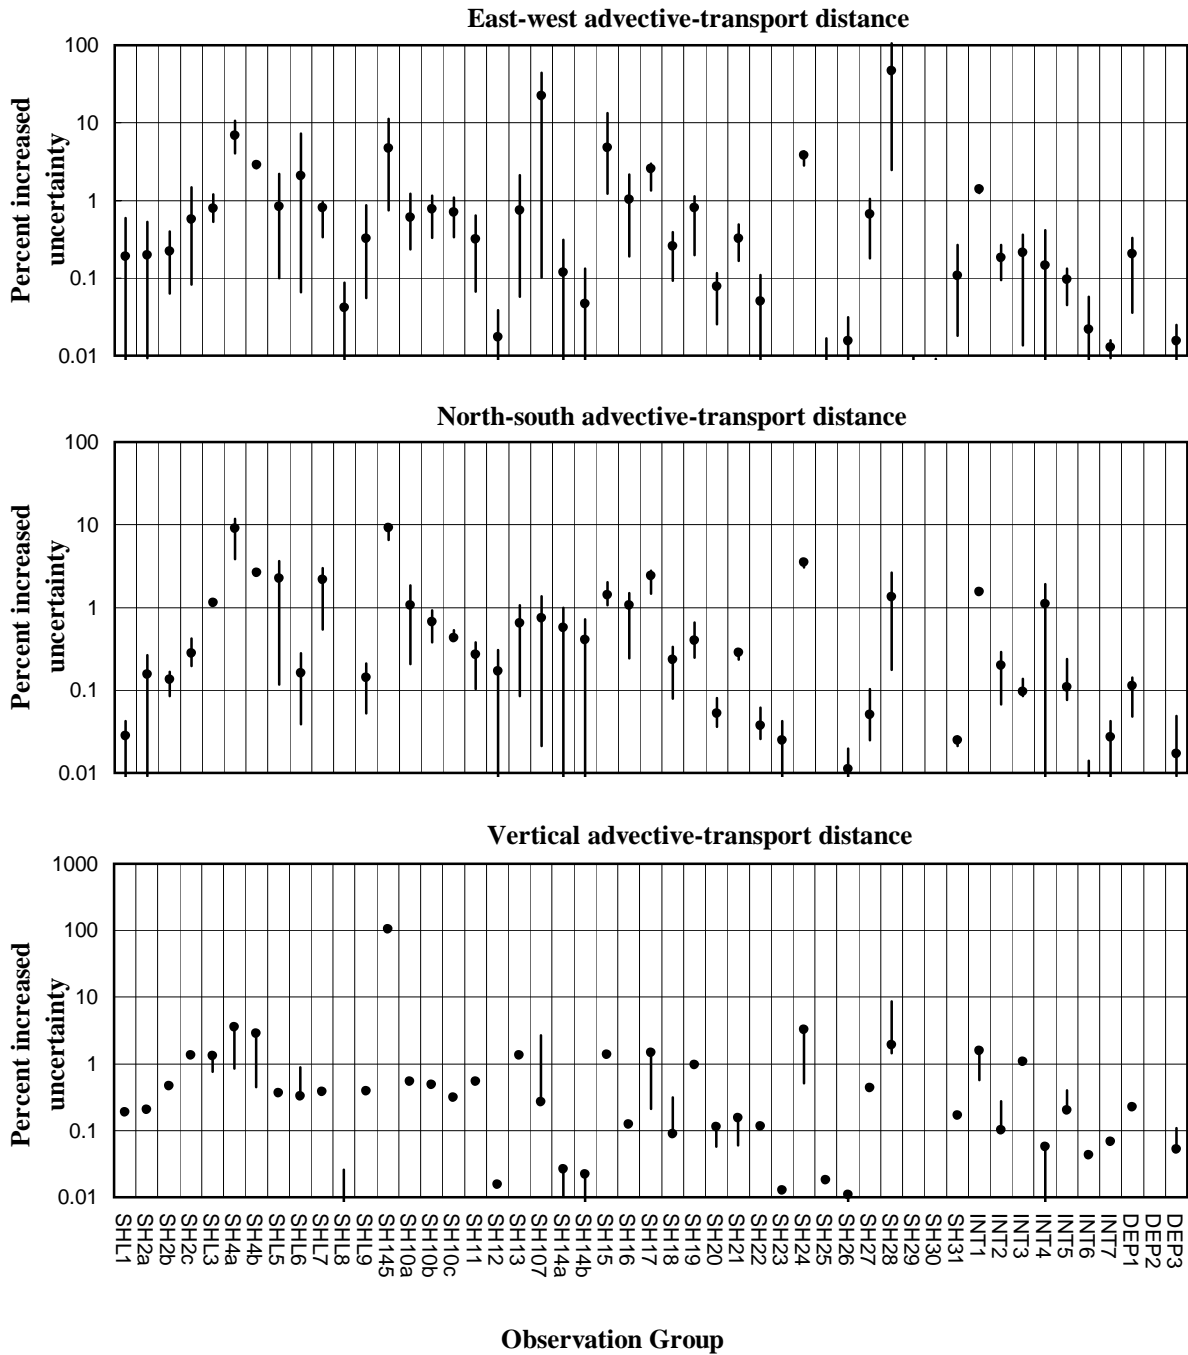 East-west advective-transport distance
Percent increased
uncertainty
100
10
1
0.1
0.01
North-south advective-transport distance
Percent increased
uncertainty
100
10
1
0.1
0.01
Vertical advective-transport distance
Percent increased
uncertainty
1000
100
10
1
0.1
0.01
SHL1
SH2a
SH2b
SH2c
SHL3
SH4a
SH4b
SHL5
SHL6
SHL7
SHL8
SHL9
SH145
SH10a
SH10b
SH10c
SH11
SH12
SH13
SH107
SH14a
SH14b
SH15
SH16
SH17
SH18
SH19
SH20
SH21
SH22
SH23
SH24
SH25
SH26
SH27
SH28
SH29
SH30
SH31
INT1
INT2
INT3
INT4
INT5
INT6
INT7
DEP1
DEP2
DEP3
Observation Group